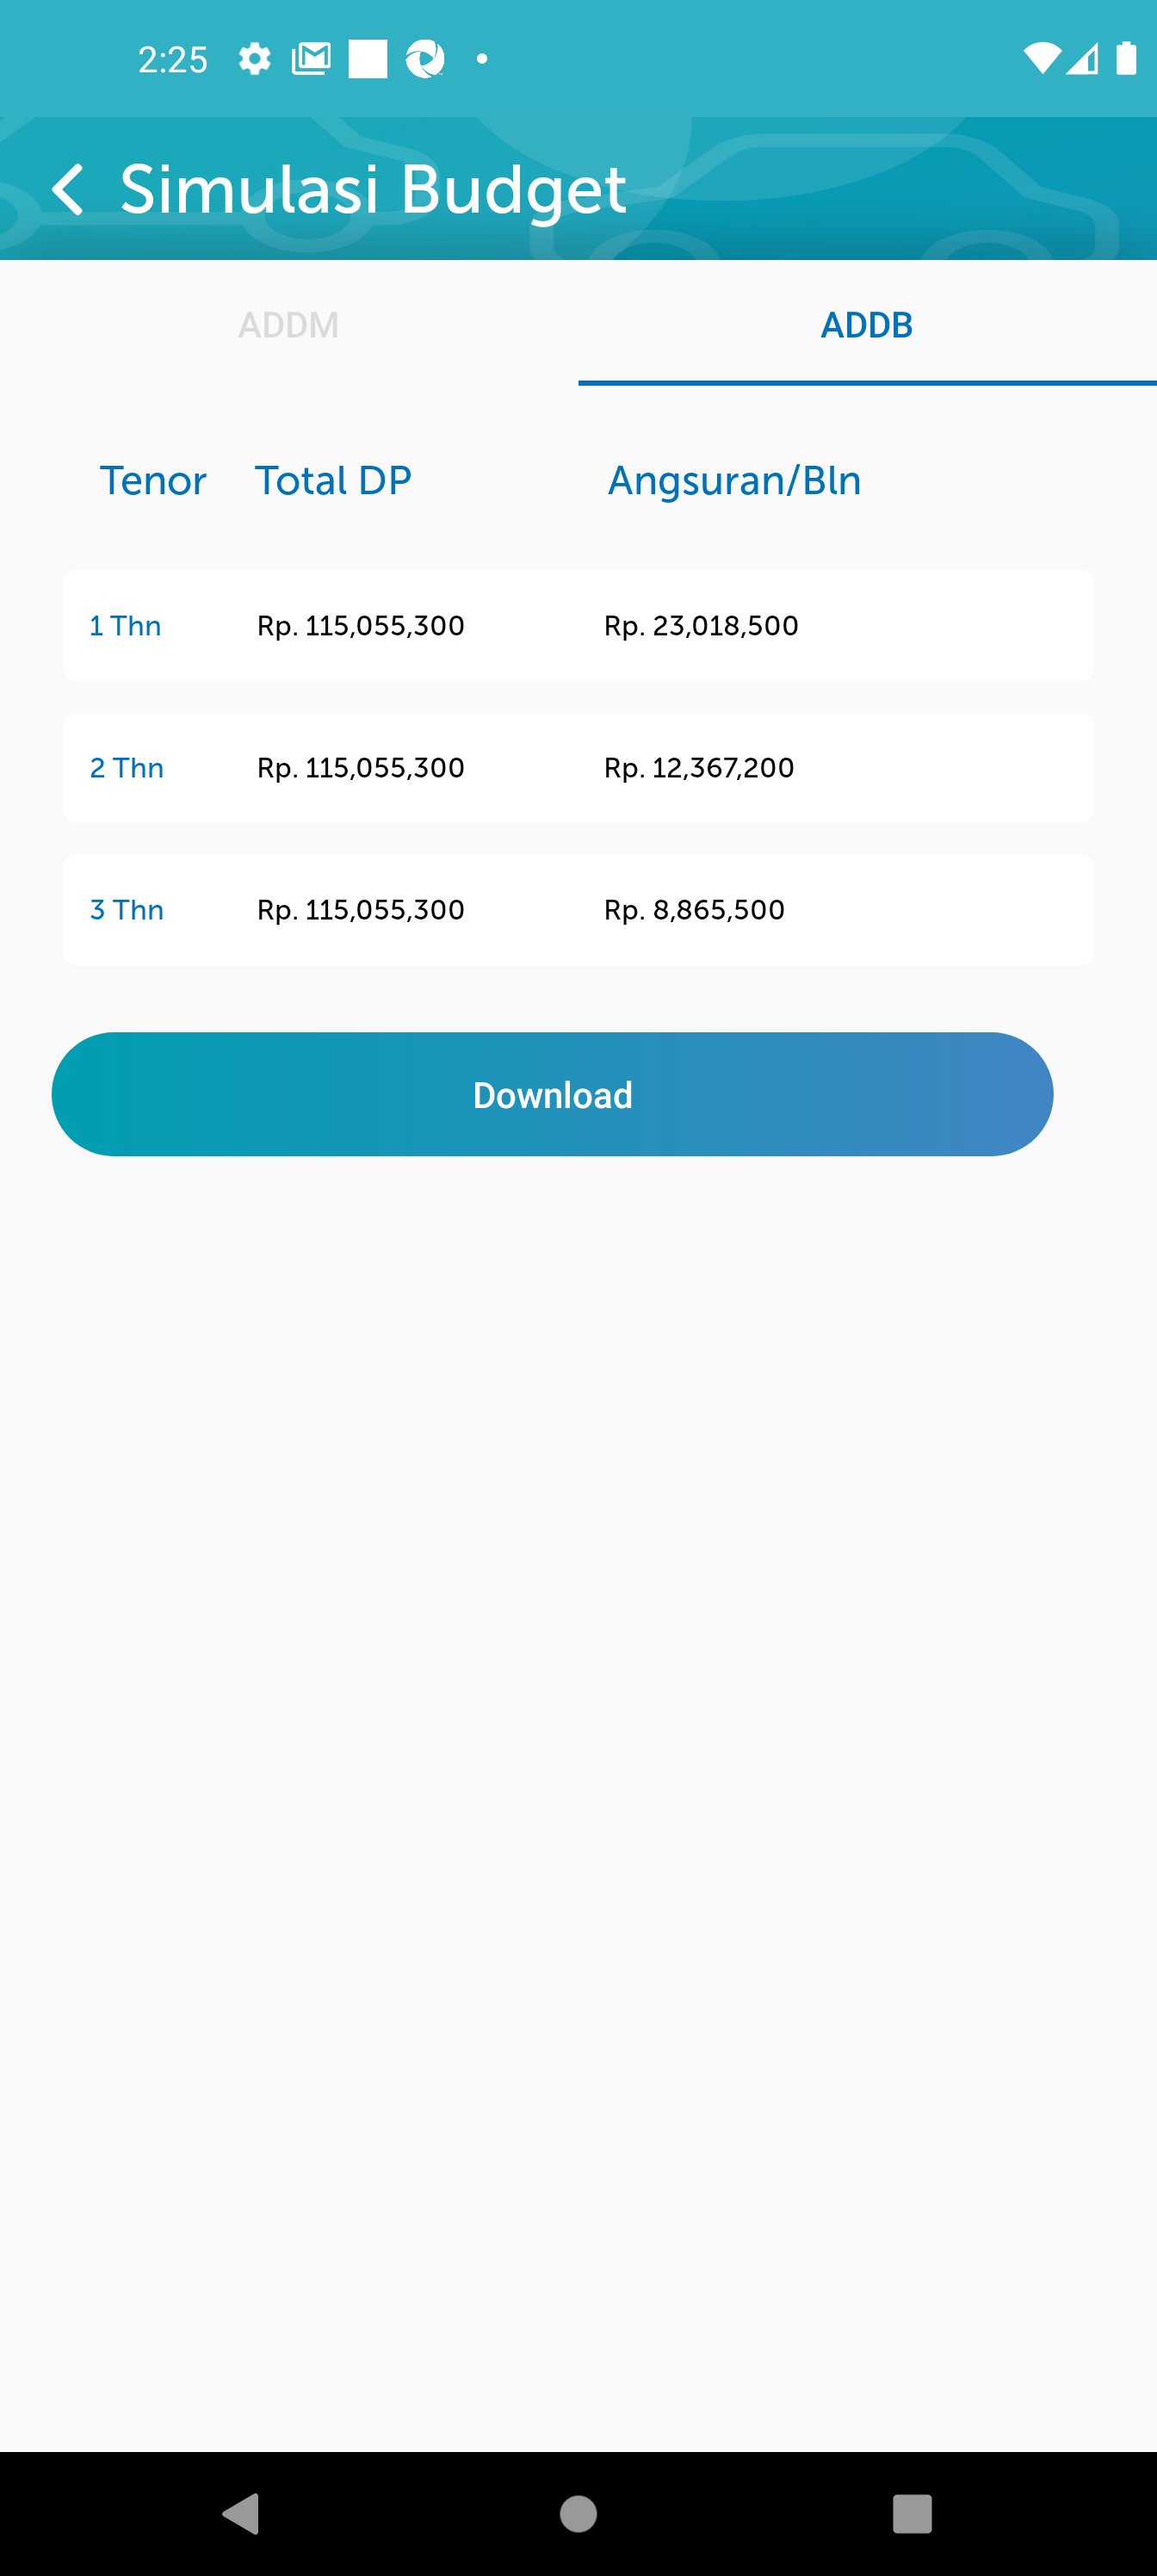 2:25
Simulasi Budget
ADDM ADDB
Tenor Total DP Angsuran/Bln
1 Thn Rp. 115,055,300 Rp. 23,018,500
2 Thn Rp. 115,055,300 Rp. 12,367,200
3 Thn Rp. 115,055,300 Rp. 8,865,500
Download